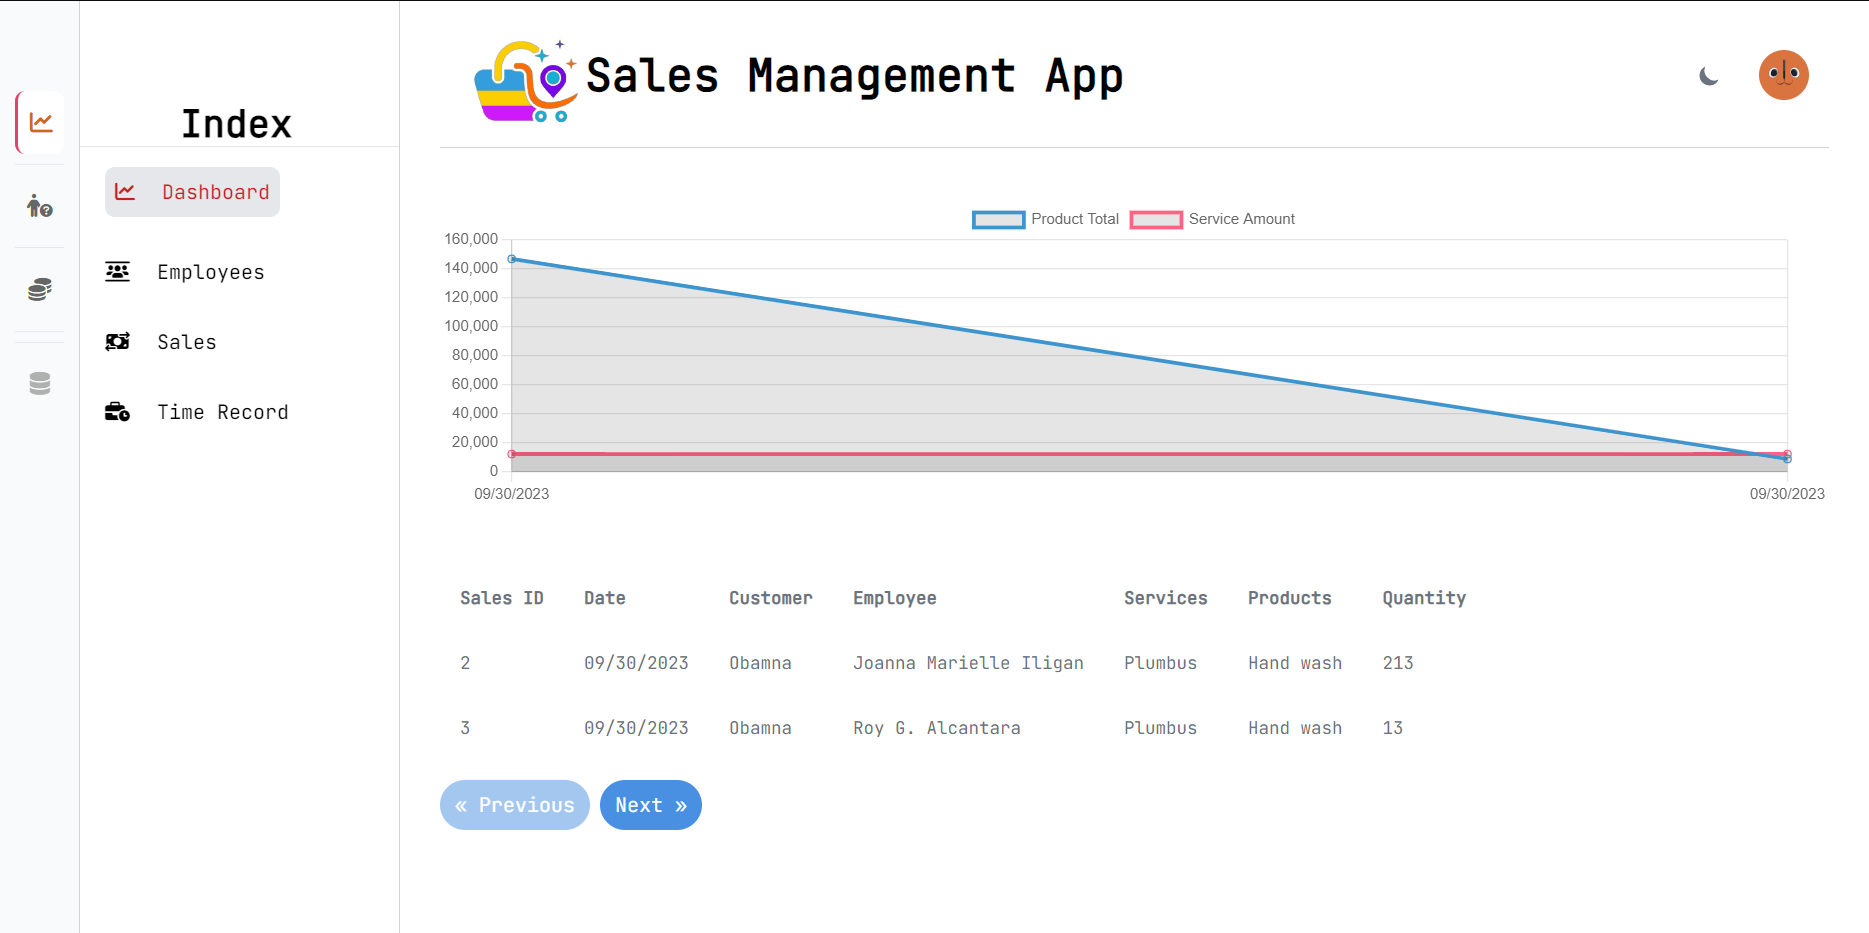 Sales Management App
Index
Dashboard
Employees
Sales
Time Record
Product Total Service Amount
160,000
140,000
120,000
100,000
80,000
60,000
40,000
20,000
0
09/30/2023 09/30/2023
Sales ID Date Customer Employee Services Products Quantity
2 09/30/2023 Obamna Joanna Marielle Iligan Plumbus Hand wash 213
3 09/30/2023 Obamna Roy G. Alcantara Plumbus Hand wash 13
« Previous Next »